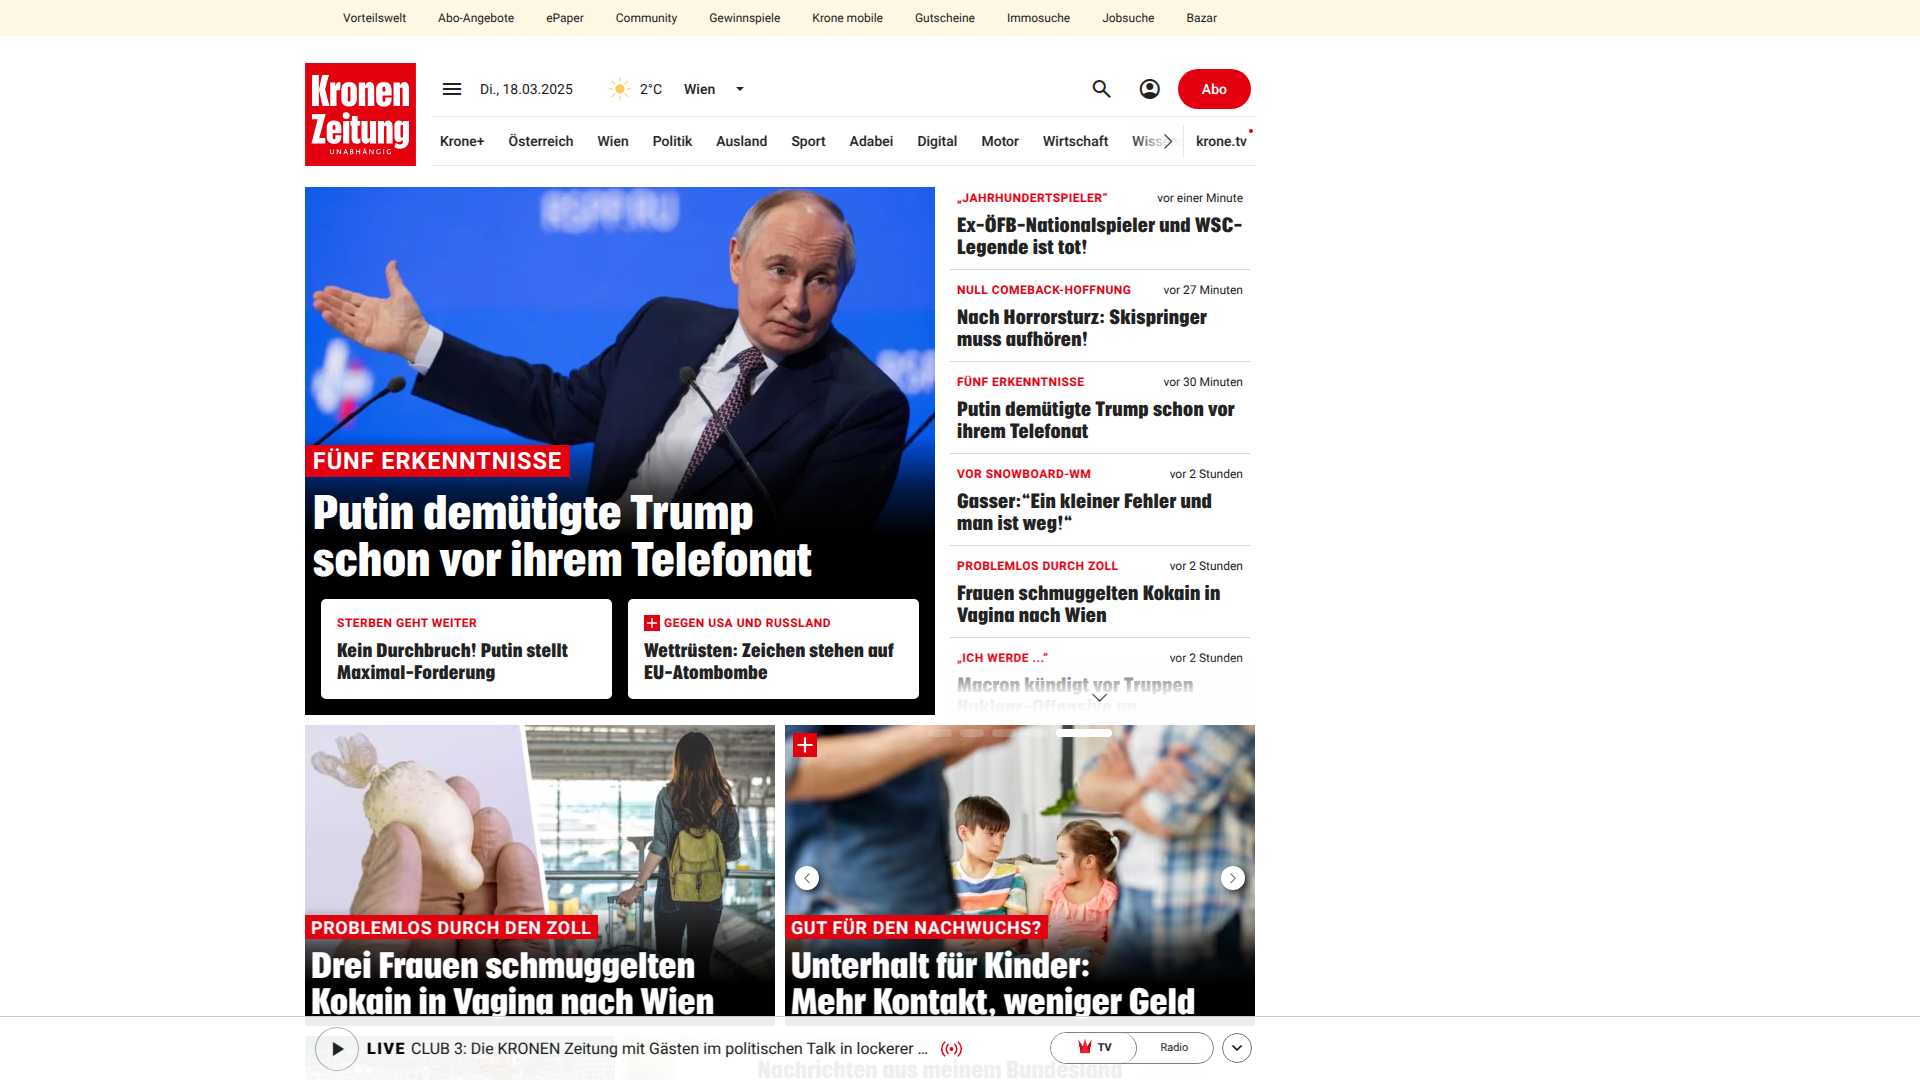 Vorteilswelt Abo-Angebote ePaper Community Gewinnspiele Krone mobile Gutscheine Immosuche Jobsuche Bazar
Kronen
Zeitung
UNABHÄNGIG
Di., 18.03.2025 2°C Wien
Abo
Krone+ Österreich Wien Politik Ausland Sport Adabei Digital Motor Wirtschaft krone.tv
RSPP.RU
FÜNF ERKENNTNISSE
Putin demütigte Trump
schon vor ihrem Telefonat
STERBEN GEHT WEITER
Kein Durchbruch! Putin stellt
Maximal-Forderung
GEGEN USA UND RUSSLAND
Wettrüsten: Zeichen stehen auf
EU-Atombombe
„JAHRHUNDERTSPIELER“ vor einer Minute
Ex-ÖFB-Nationalspieler und WSC-
Legende ist tot!
NULL COMEBACK-HOFFNUNG vor 27 Minuten
Nach Horrorsturz: Skispringer
muss aufhören!
FÜNF ERKENNTNISSE vor 30 Minuten
Putin demütigte Trump schon vor
ihrem Telefonat
VOR SNOWBOARD-WM vor 2 Stunden
Gasser:“Ein kleiner Fehler und
man ist weg!“
PROBLEMLOS DURCH ZOLL vor 2 Stunden
Frauen schmuggelten Kokain in
Vagina nach Wien
„ICH WERDE ...“ vor 2 Stunden
Macron kündigt vor Truppen
Nuklear-Offensive an
PROBLEMLOS DURCH DEN ZOLL
Drei Frauen schmuggelten
Kokain in Vagina nach Wien
GUT FÜR DEN NACHWUCHS?
Unterhalt für Kinder:
Mehr Kontakt, weniger Geld
LIVE CLUB 3: Die KRONEN Zeitung mit Gästen im politischen Talk in lockerer ...
TV Radio
Nachrichten aus meinem Bundesland